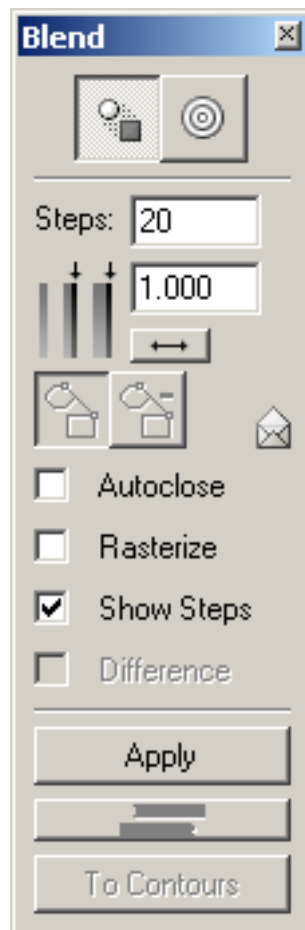 Blend
Steps: 20
1.000
Autoclose
Rasterize
Show Steps
Difference
Apply
To Contours